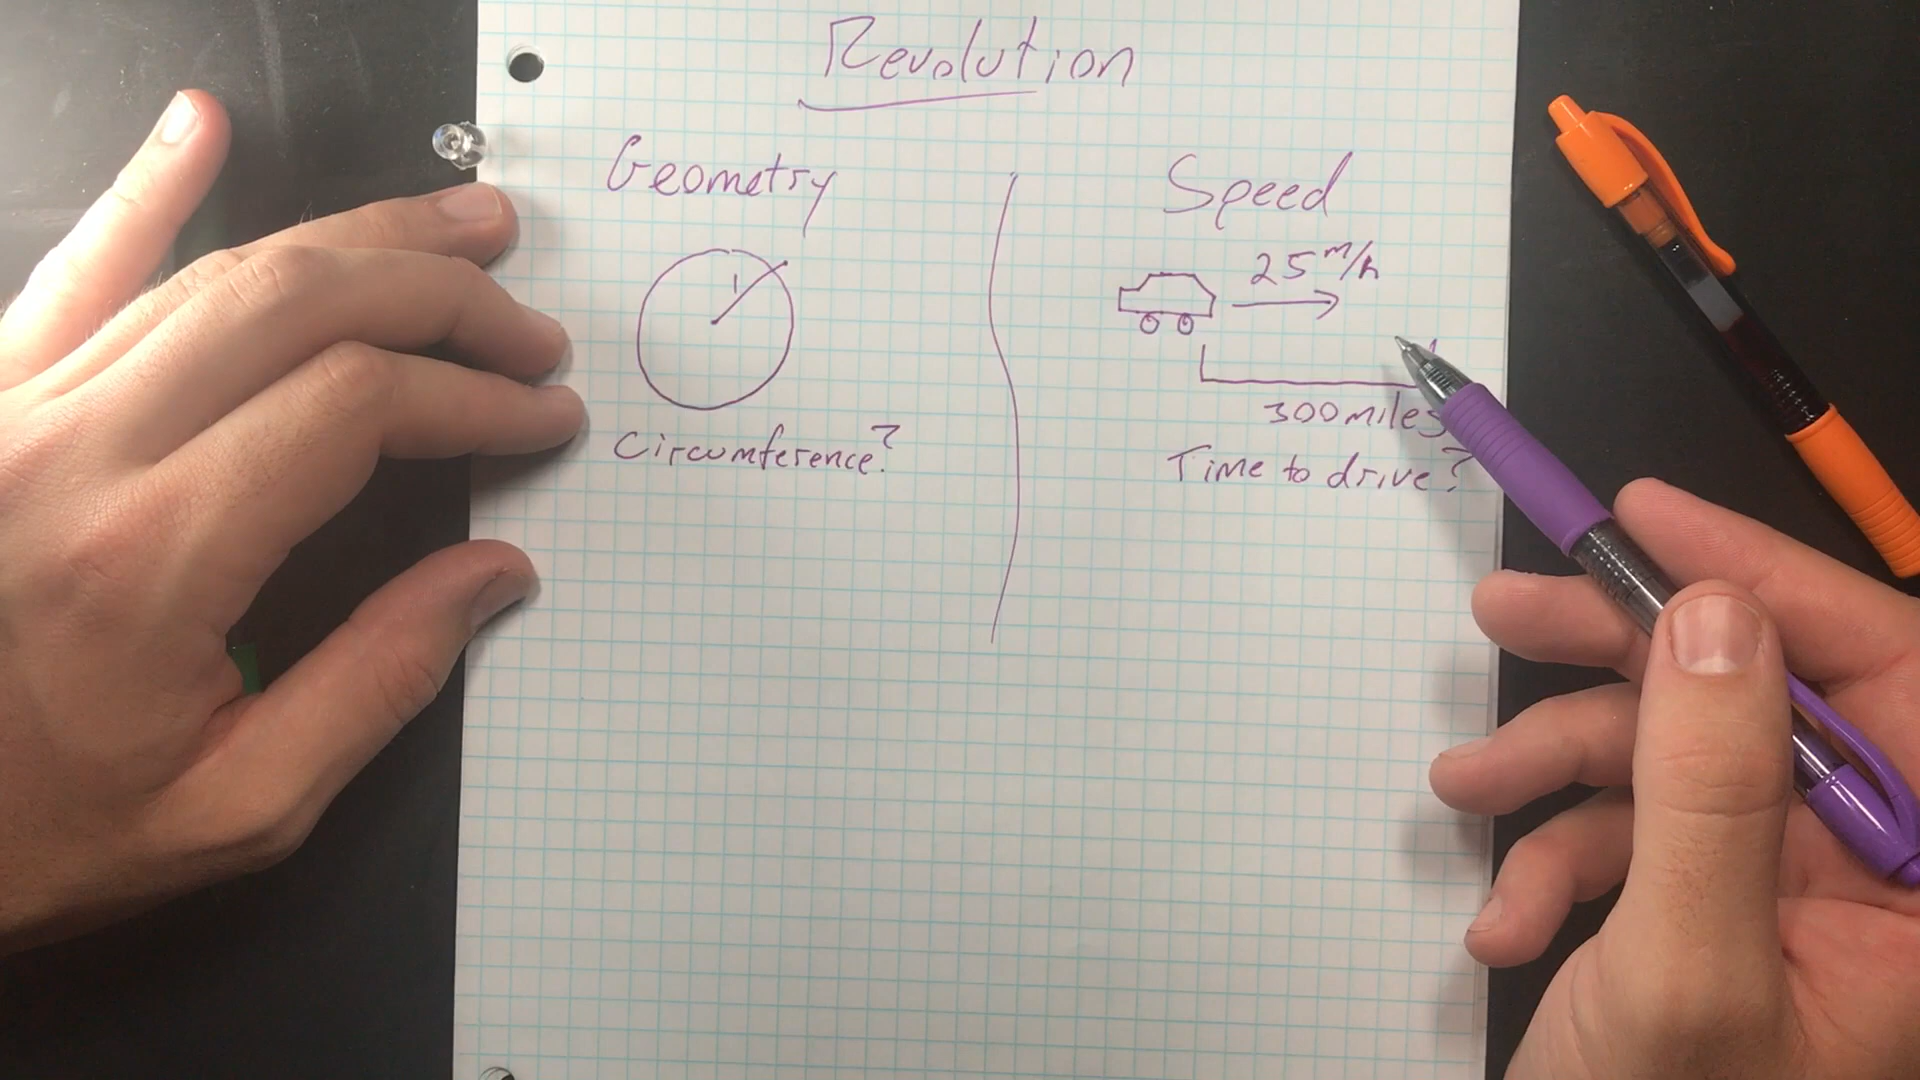 Revolution
Geometry
1
Circumference?
Speed
25 m/h
300 miles
Time to drive?